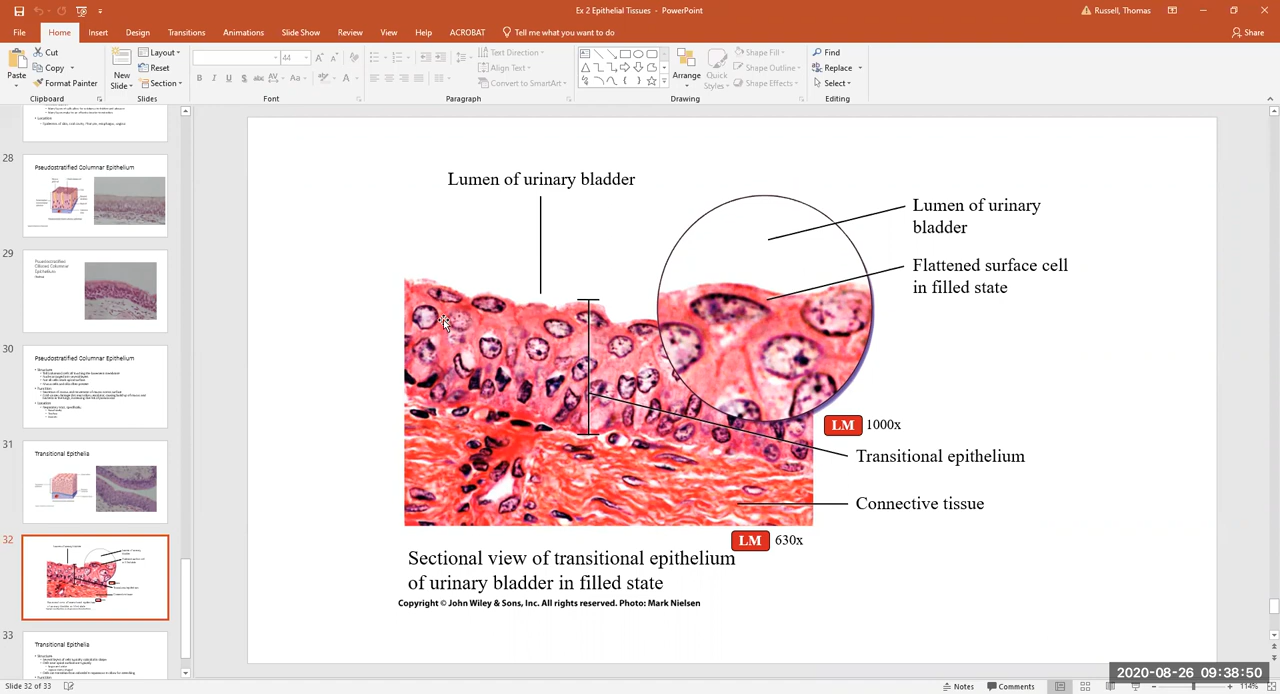 Ex 2 Epithelial Tissues - PowerPoint
Russell, Thomas
File Home Insert Design Transitions Animations Slide Show Review View Help ACROBAT Tell me what you want to do Share
Paste
Cut
Copy
Format Painter
Clipboard
New Slide
Layout
Reset
Section
Slides
44
Font
Text Direction
Align Text
Convert to SmartArt
Paragraph
Arrange
Quick Styles
Shape Fill
Shape Outline
Shape Effects
Drawing
Find
Replace
Select
Editing
28
Pseudostratified Columnar Epithelium
29
Pseudostratified
Ciliated Columnar
Epithelium
30
Pseudostratified Columnar Epithelium
31
Transitional Epithelia
32
33
Transitional Epithelia
Lumen of urinary bladder
Lumen of urinary
bladder
Flattened surface cell
in filled state
LM 1000x
Transitional epithelium
Connective tissue
LM 630x
Sectional view of transitional epithelium
of urinary bladder in filled state
Copyright © John Wiley & Sons, Inc. All rights reserved. Photo: Mark Nielsen
2020-08-26 09:38:50
Slide 32 of 33
Notes
Comments
114%